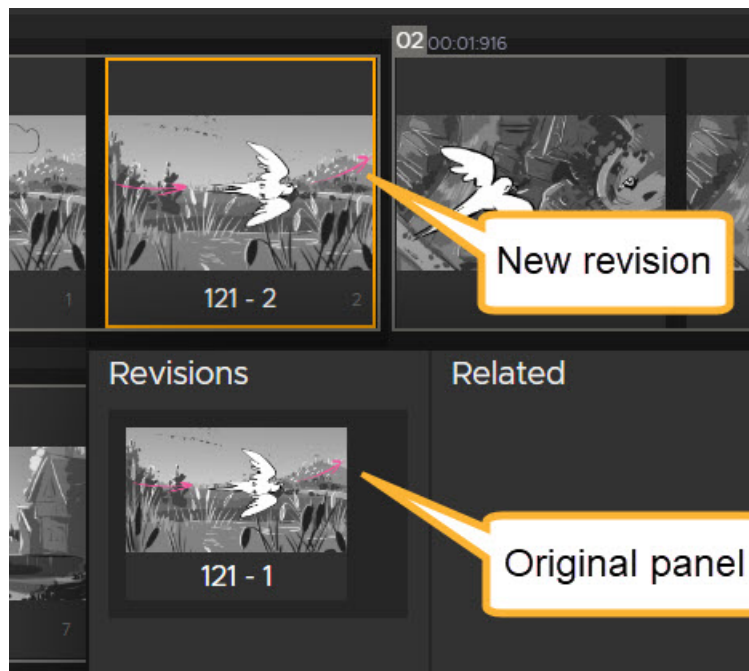 02 00:01:916
1
121 - 2
2
New revision
Revisions
Related
121 - 1
Original panel
7